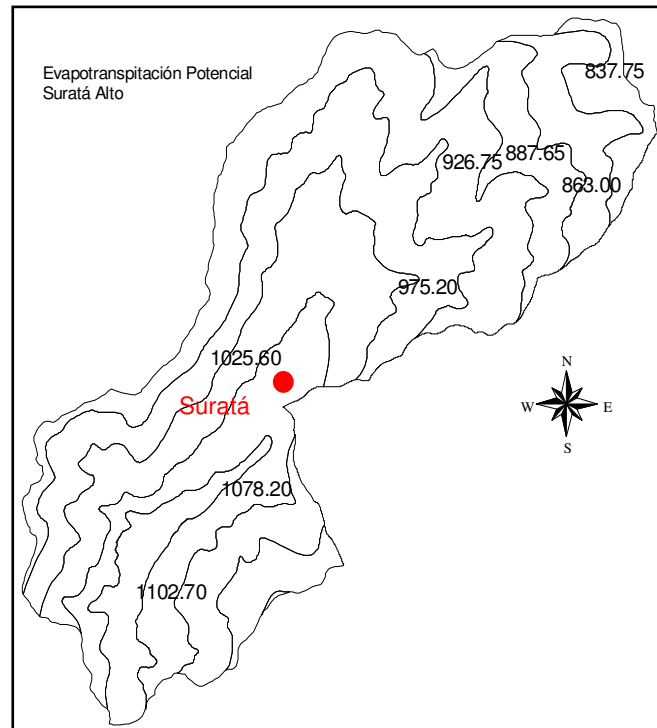 Evapotranspitación Potencial
Suratá Alto
837.75
887.65
926.75
863.00
975.20
1025.60
N
Suratá
W
E
S
1078.20
1102.70